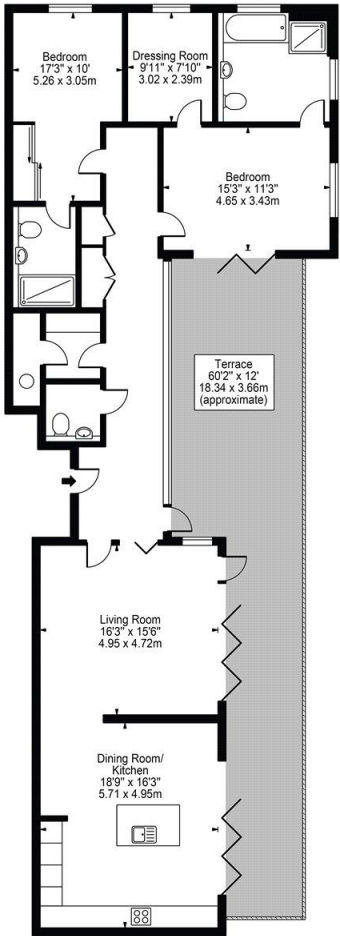 Bedroom
17'3" x 10'
5.26 x 3.05m
Dressing Room
9'11" x 7'10"
3.02 x 2.39m
Bedroom
15'3" x 11'3"
4.65 x 3.43m
Terrace
60'2" x 12'
18.34 x 3.66m
(approximate)
Living Room
16'3" x 15'6"
4.95 x 4.72m
Dining Room/
Kitchen
18'9" x 16'3"
5.71 x 4.95m